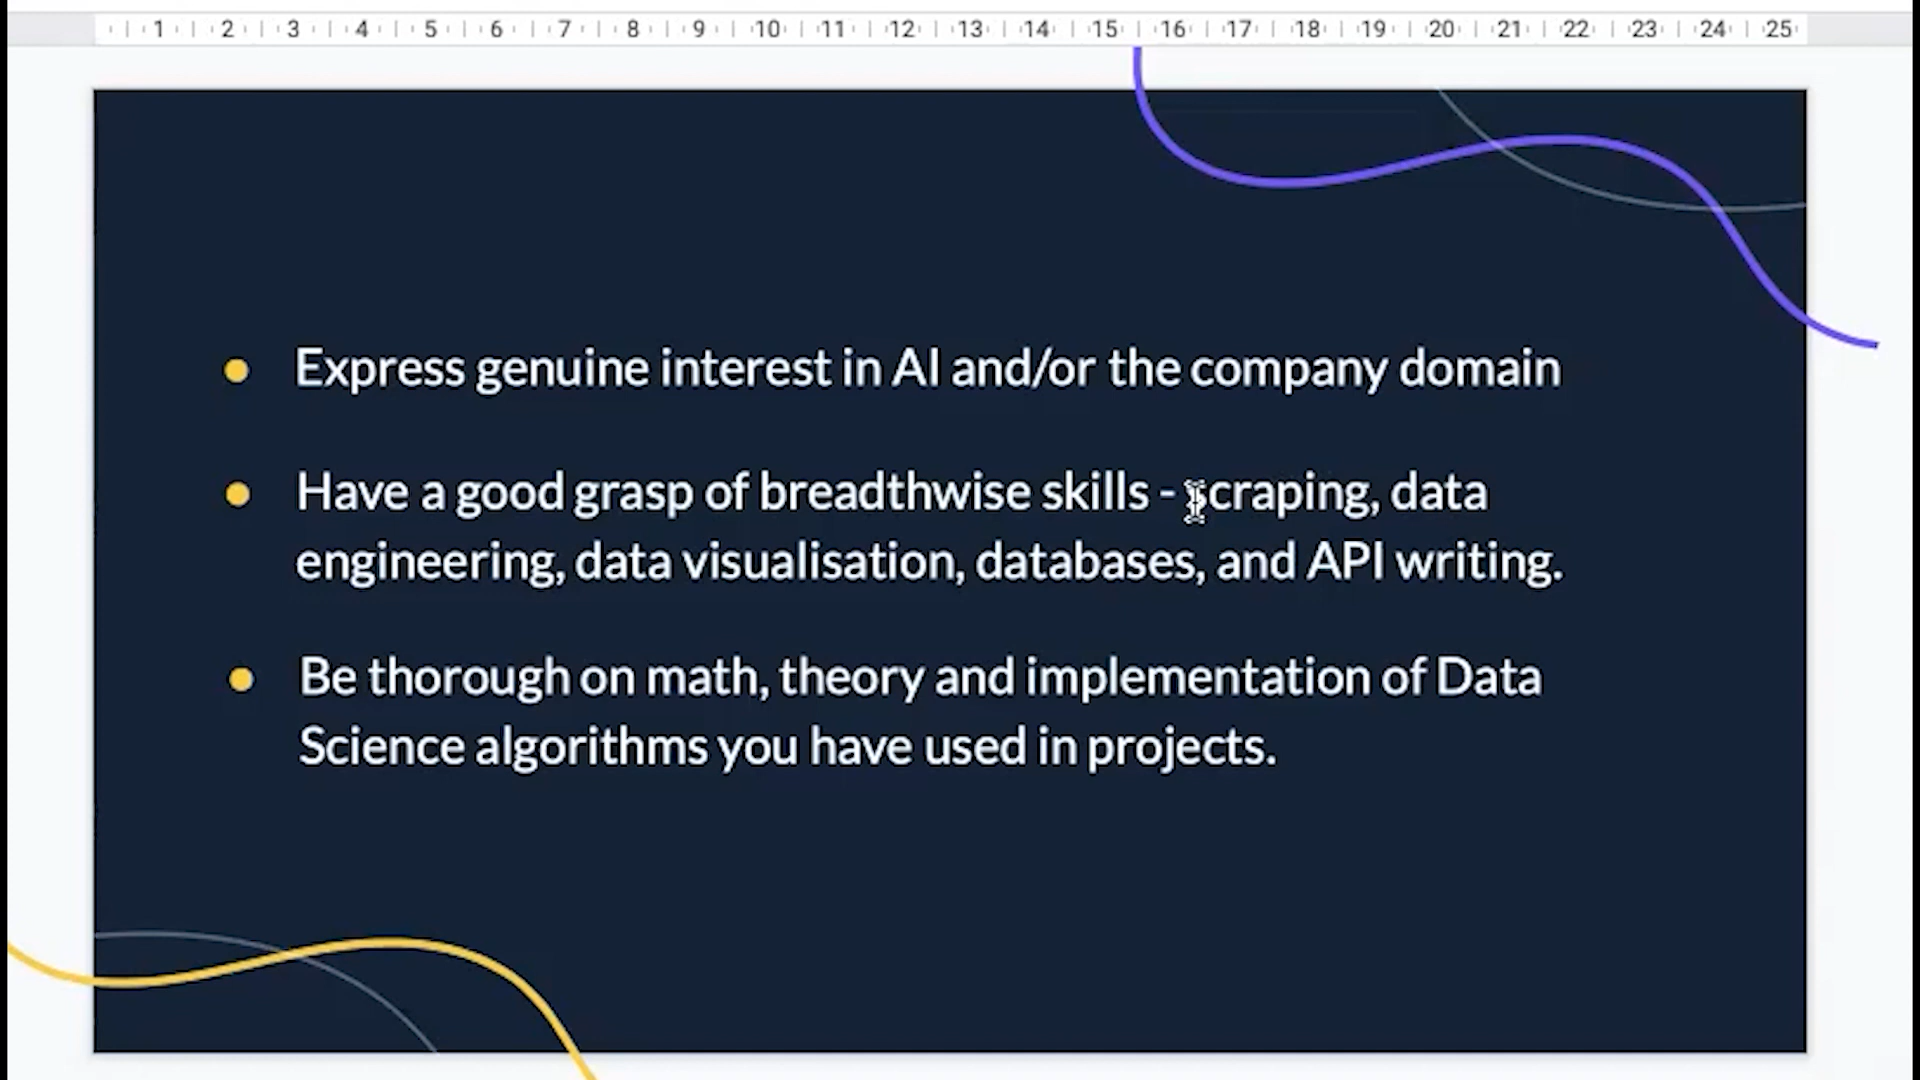 1 2 3 4 5 6 7 8 9 10 11 12 13 14 15 16 17 18 19 20 21 22 23 24 25
Express genuine interest in AI and/or the company domain
Have a good grasp of breadthwise skills - scraping, data
engineering, data visualisation, databases, and API writing.
Be thorough on math, theory and implementation of Data
Science algorithms you have used in projects.